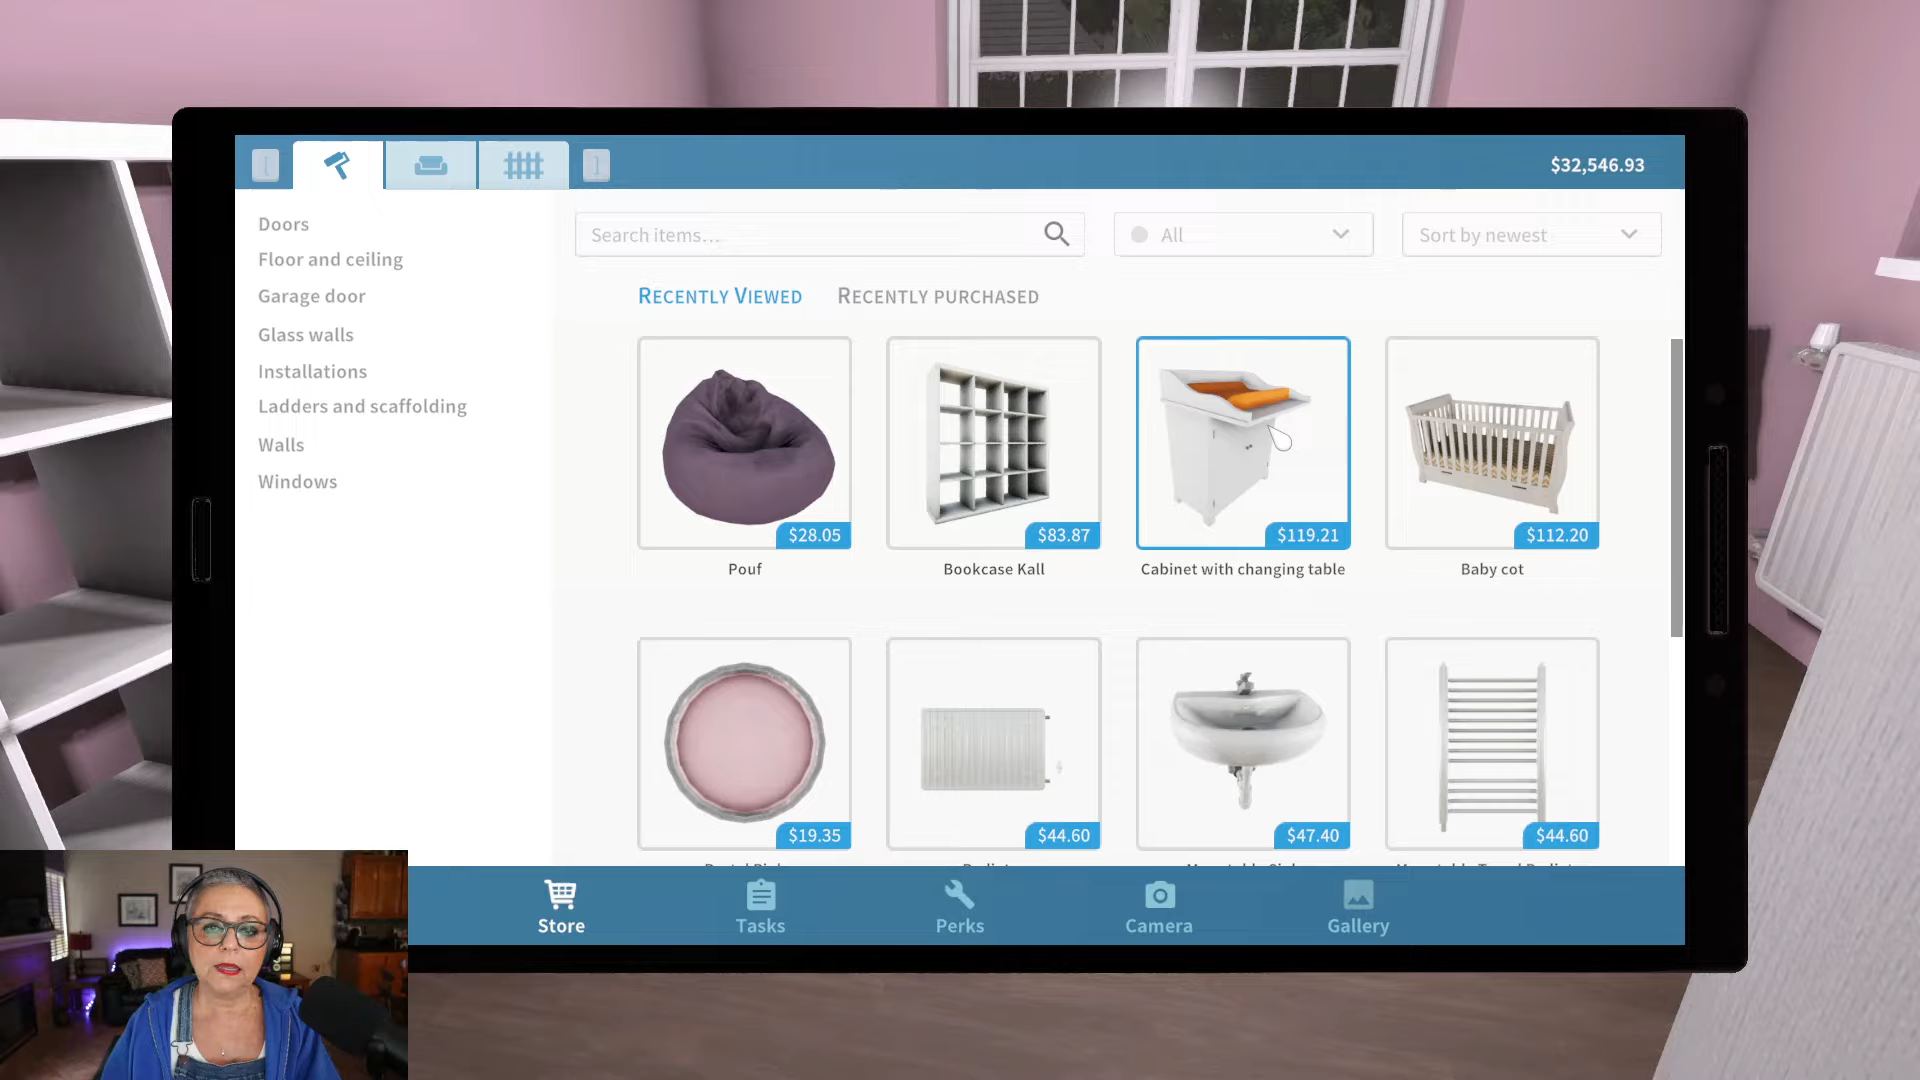 $32,546.93
Doors
Floor and ceiling
Garage door
Glass walls
Installations
Ladders and scaffolding
Walls
Windows
Search items...
All
Sort by newest
RECENTLY VIEWED
RECENTLY PURCHASED
$28.05
$83.87
$119.21
$112.20
Pouf
Bookcase Kall
Cabinet with changing table
Baby cot
$19.35
$44.60
$47.40
$44.60
Store
Tasks
Perks
Camera
Gallery